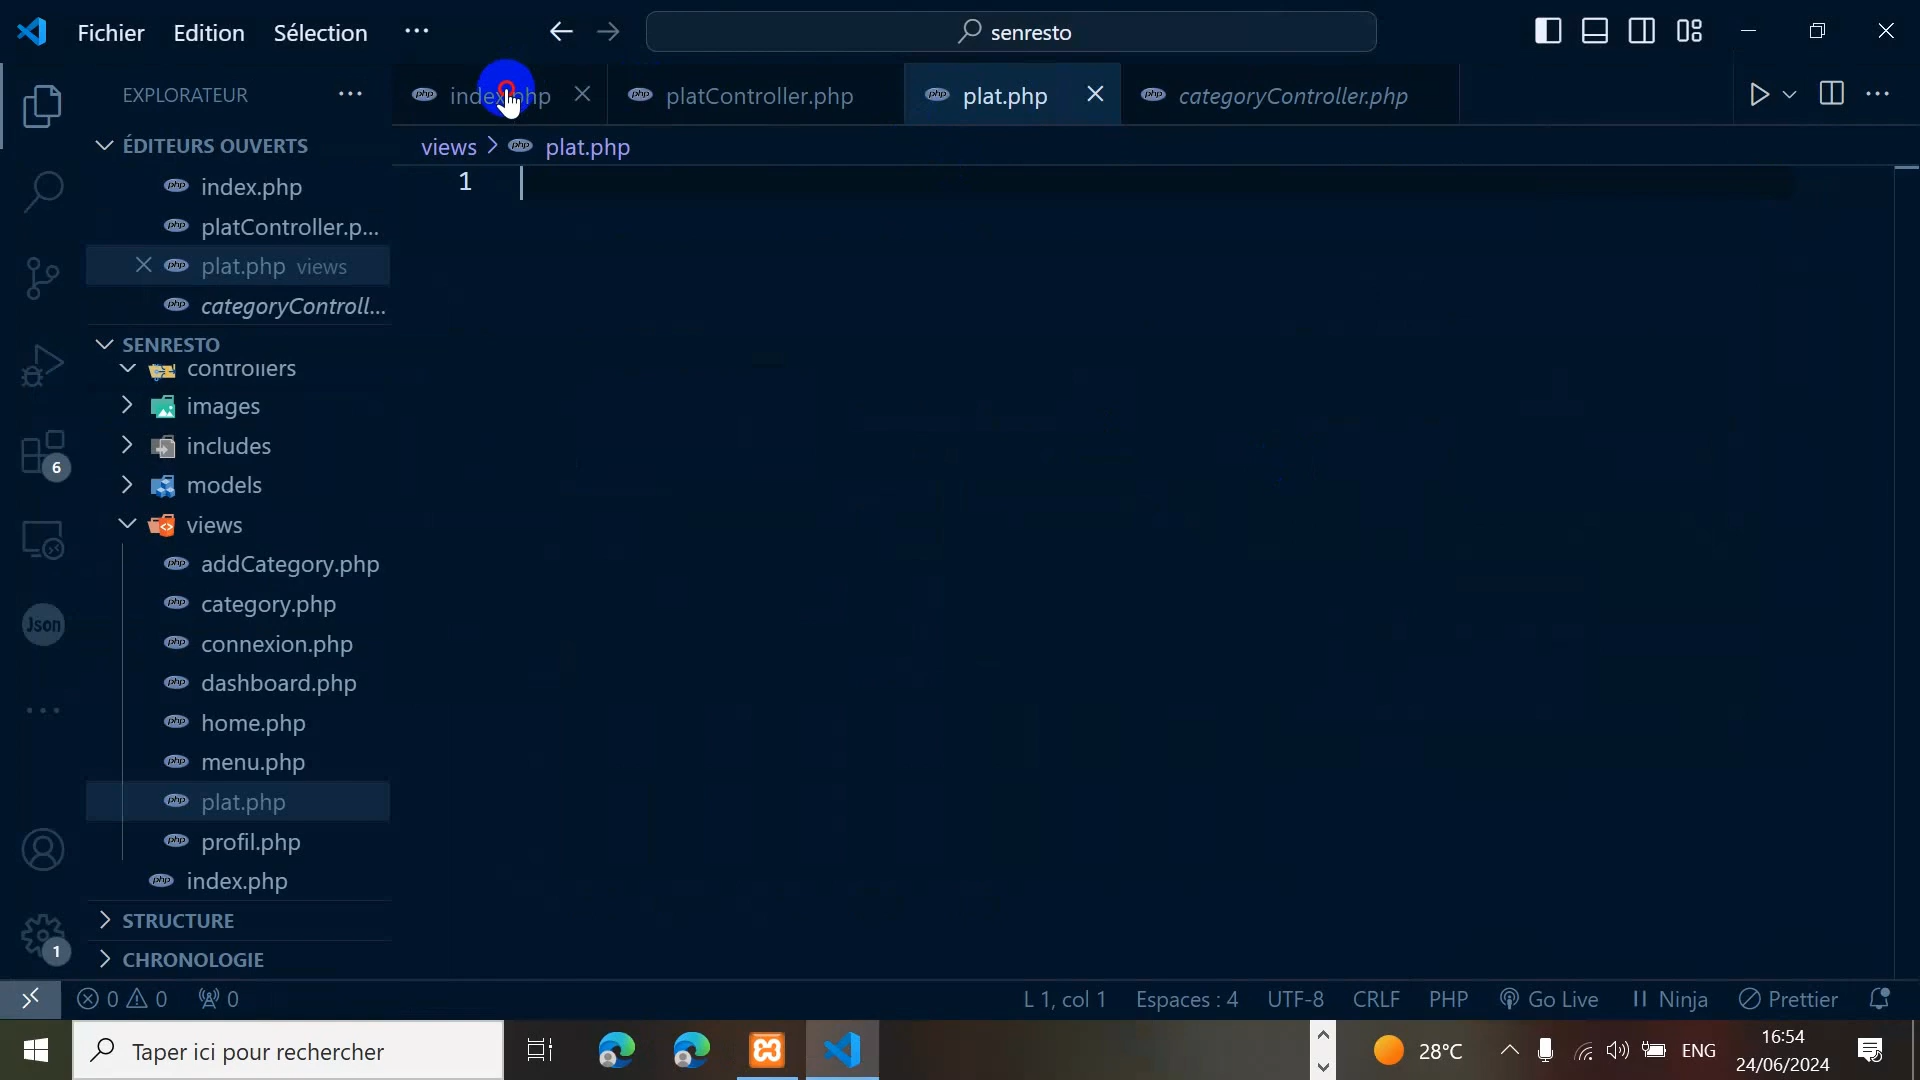 Fichier Edition Sélection ··· senresto
EXPLORATEUR ···
index.php platController.php plat.php categoryController.php
ÉDITEURS OUVERTS
views > plat.php
1
index.php
platController.p...
plat.php views
categoryControll...
SENRESTO
controllers
images
includes
6
models
views
addCategory.php
category.php
Json
connexion.php
dashboard.php
home.php
menu.php
plat.php
profil.php
index.php
STRUCTURE
1
CHRONOLOGIE
0 0 0 L 1, col 1 Espaces : 4 UTF-8 CRLF PHP Go Live Ninja Prettier
Taper ici pour rechercher 28°C ENG 16:54
24/06/2024